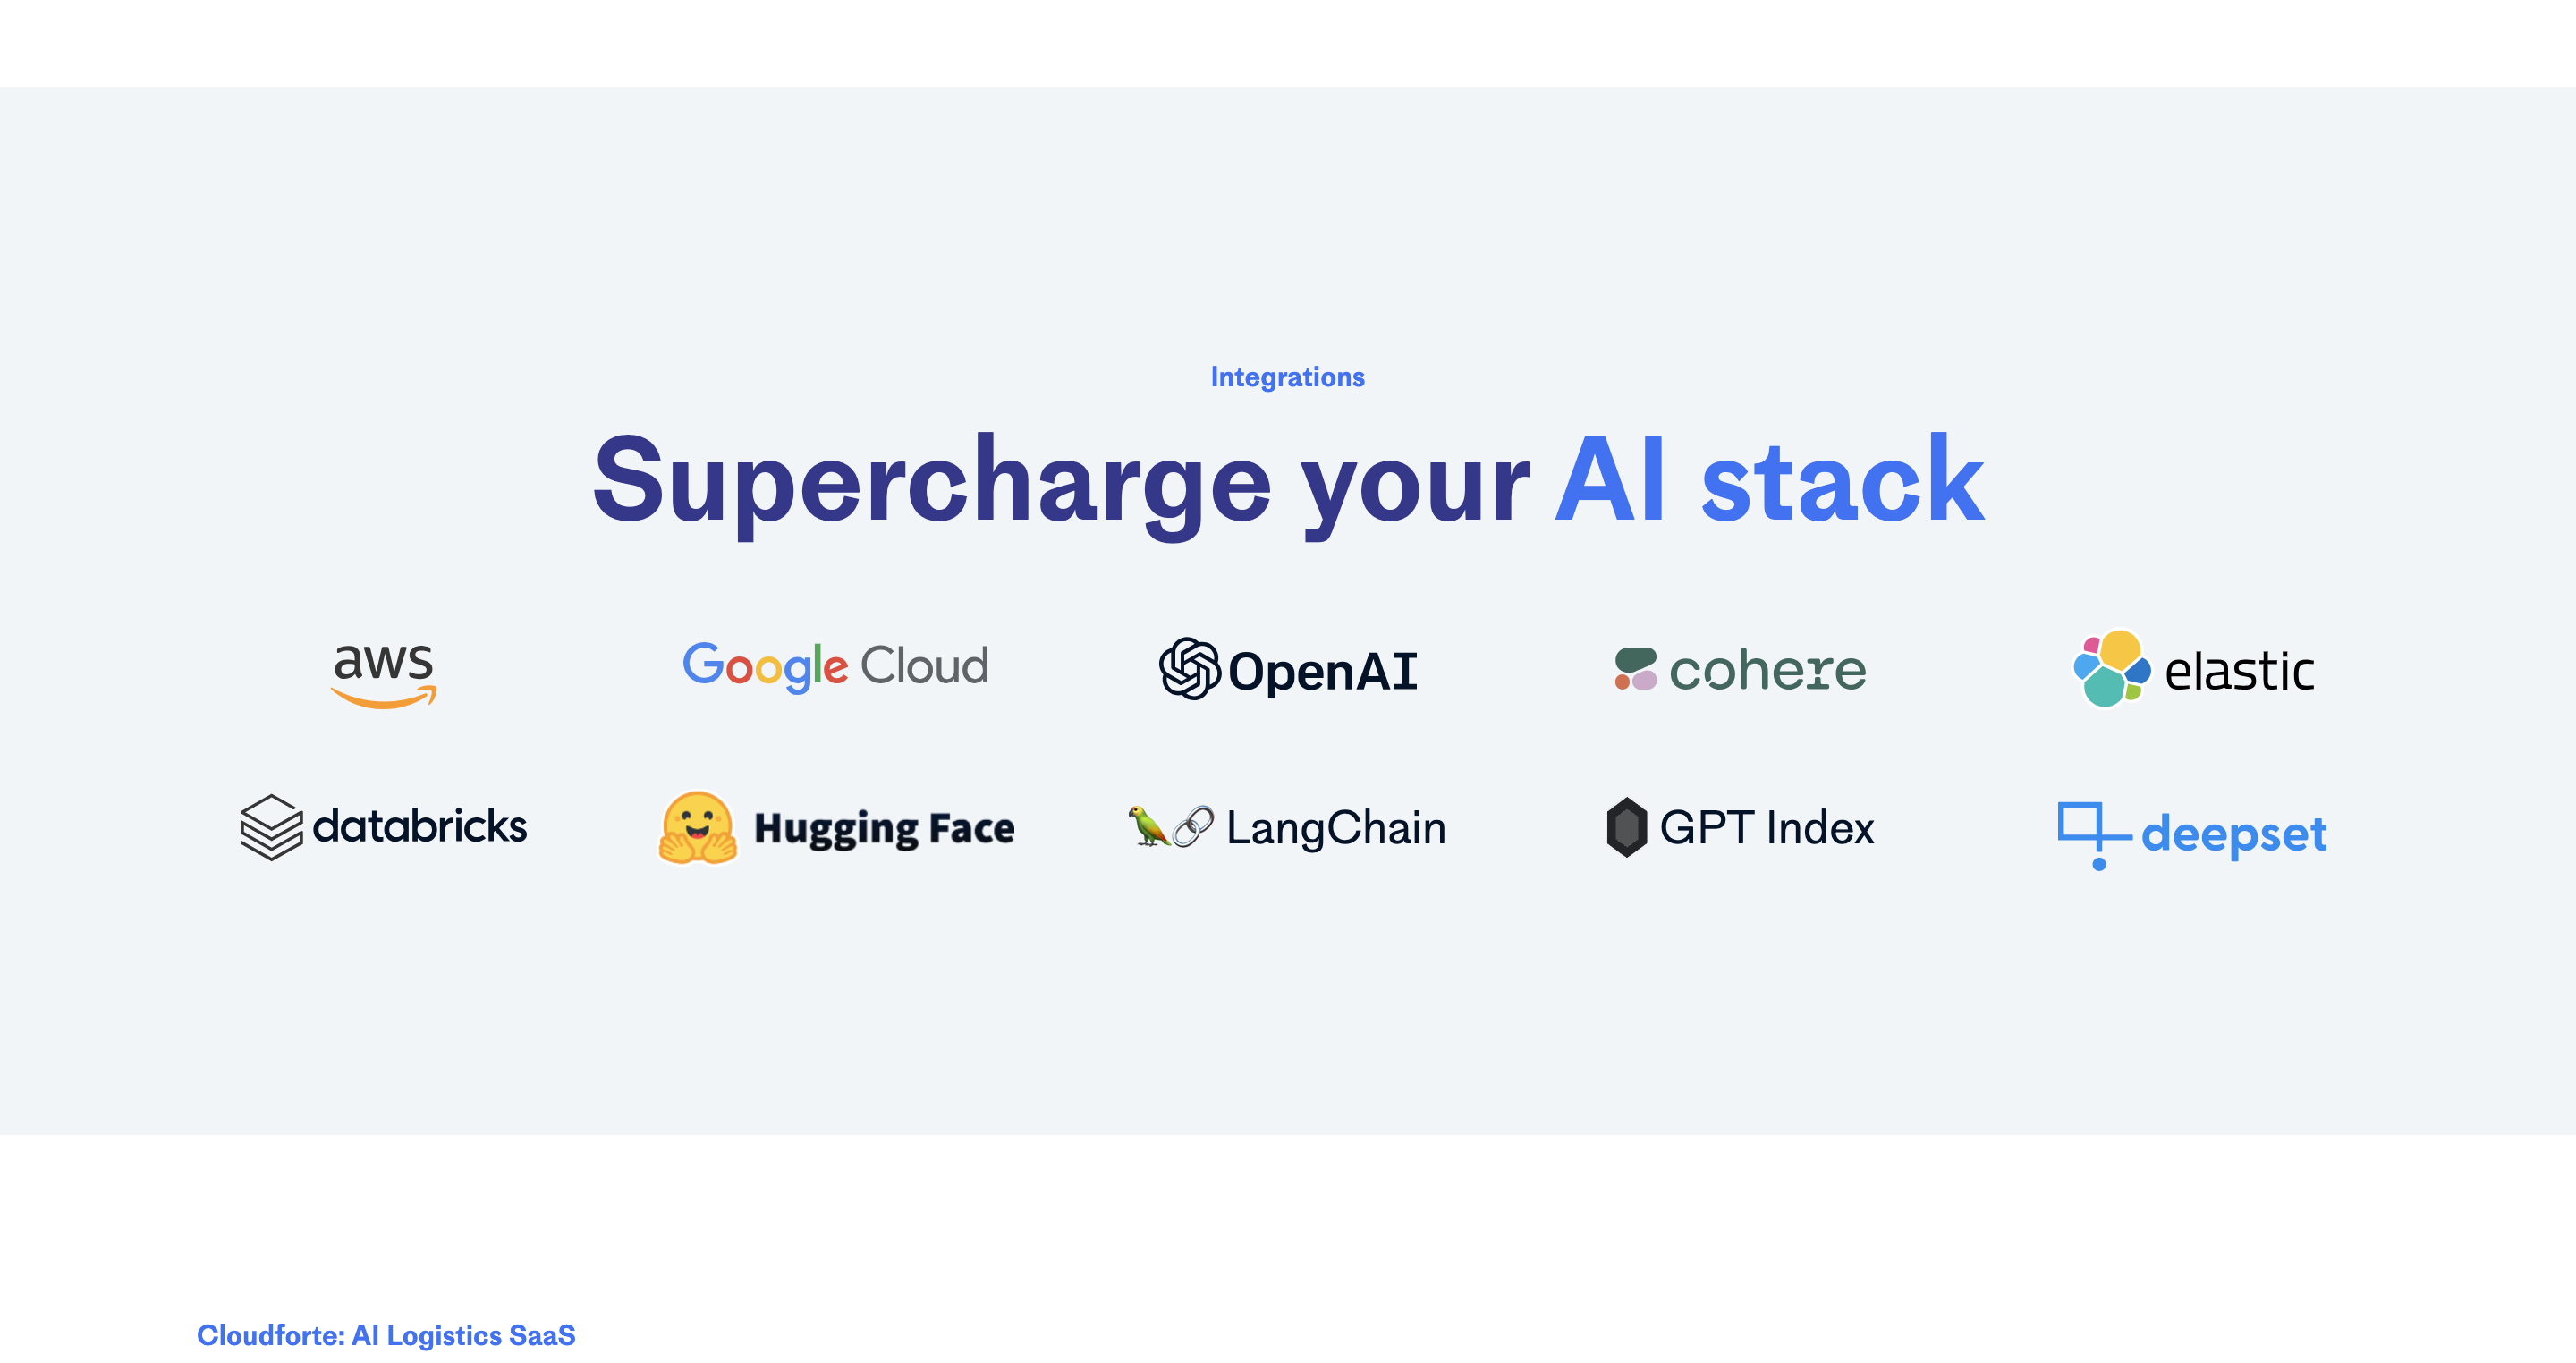 Integrations
Supercharge your AI stack
aws
Google Cloud
OpenAI
cohere
elastic
databricks
Hugging Face
LangChain
GPT Index
deepset
Cloudforte: AI Logistics SaaS